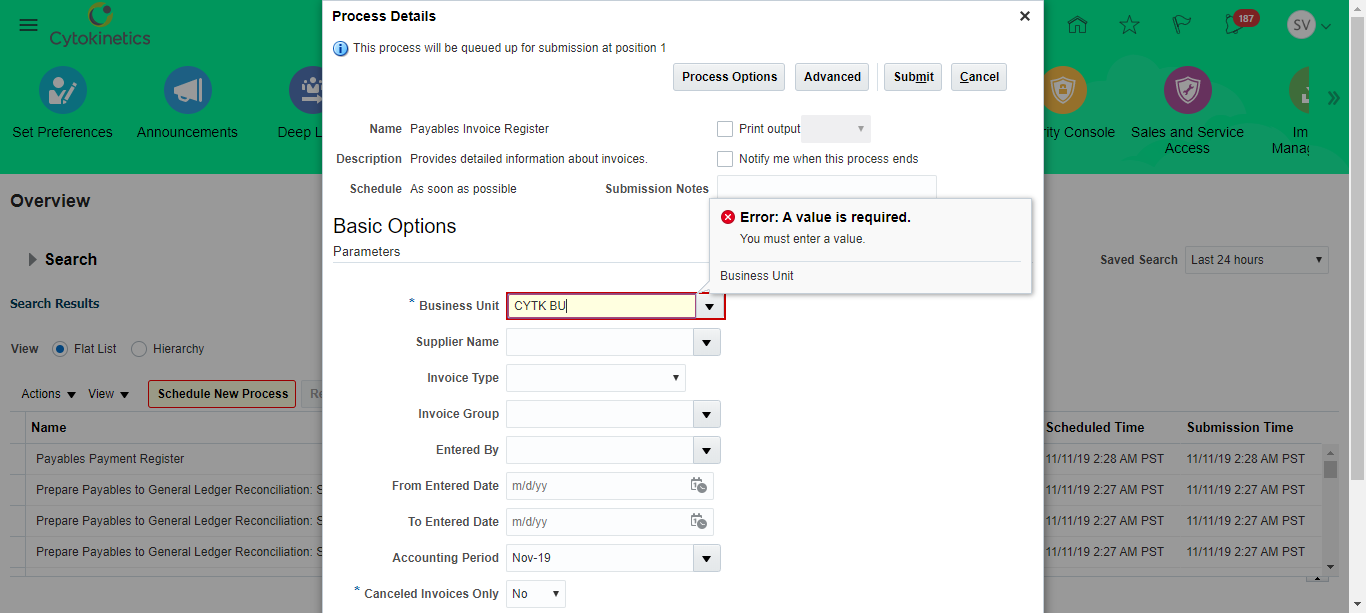 Process Details
This process will be queued up for submission at position 1
Process Options Advanced Submit Cancel
Cytokinetics
187
SV
Set Preferences Announcements Deep L
ity Console Sales and Service Access Im Manag
Name Payables Invoice Register
Print output
Description Provides detailed information about invoices.
Notify me when this process ends
Schedule As soon as possible
Submission Notes
Overview
Basic Options
Parameters
Error: A value is required.
You must enter a value.
Business Unit
Search
Saved Search Last 24 hours
Search Results
* Business Unit CYTK BU
Supplier Name
View Flat List Hierarchy
Invoice Type
Actions View Schedule New Process Re
Invoice Group
Name
Scheduled Time Submission Time
Entered By
Payables Payment Register
11/11/19 2:28 AM PST 11/11/19 2:28 AM PST
From Entered Date m/d/yy
Prepare Payables to General Ledger Reconciliation: S
11/11/19 2:27 AM PST 11/11/19 2:27 AM PST
To Entered Date m/d/yy
Prepare Payables to General Ledger Reconciliation: S
11/11/19 2:27 AM PST 11/11/19 2:27 AM PST
Accounting Period Nov-19
Prepare Payables to General Ledger Reconciliation: S
11/11/19 2:27 AM PST 11/11/19 2:27 AM PST
* Canceled Invoices Only No